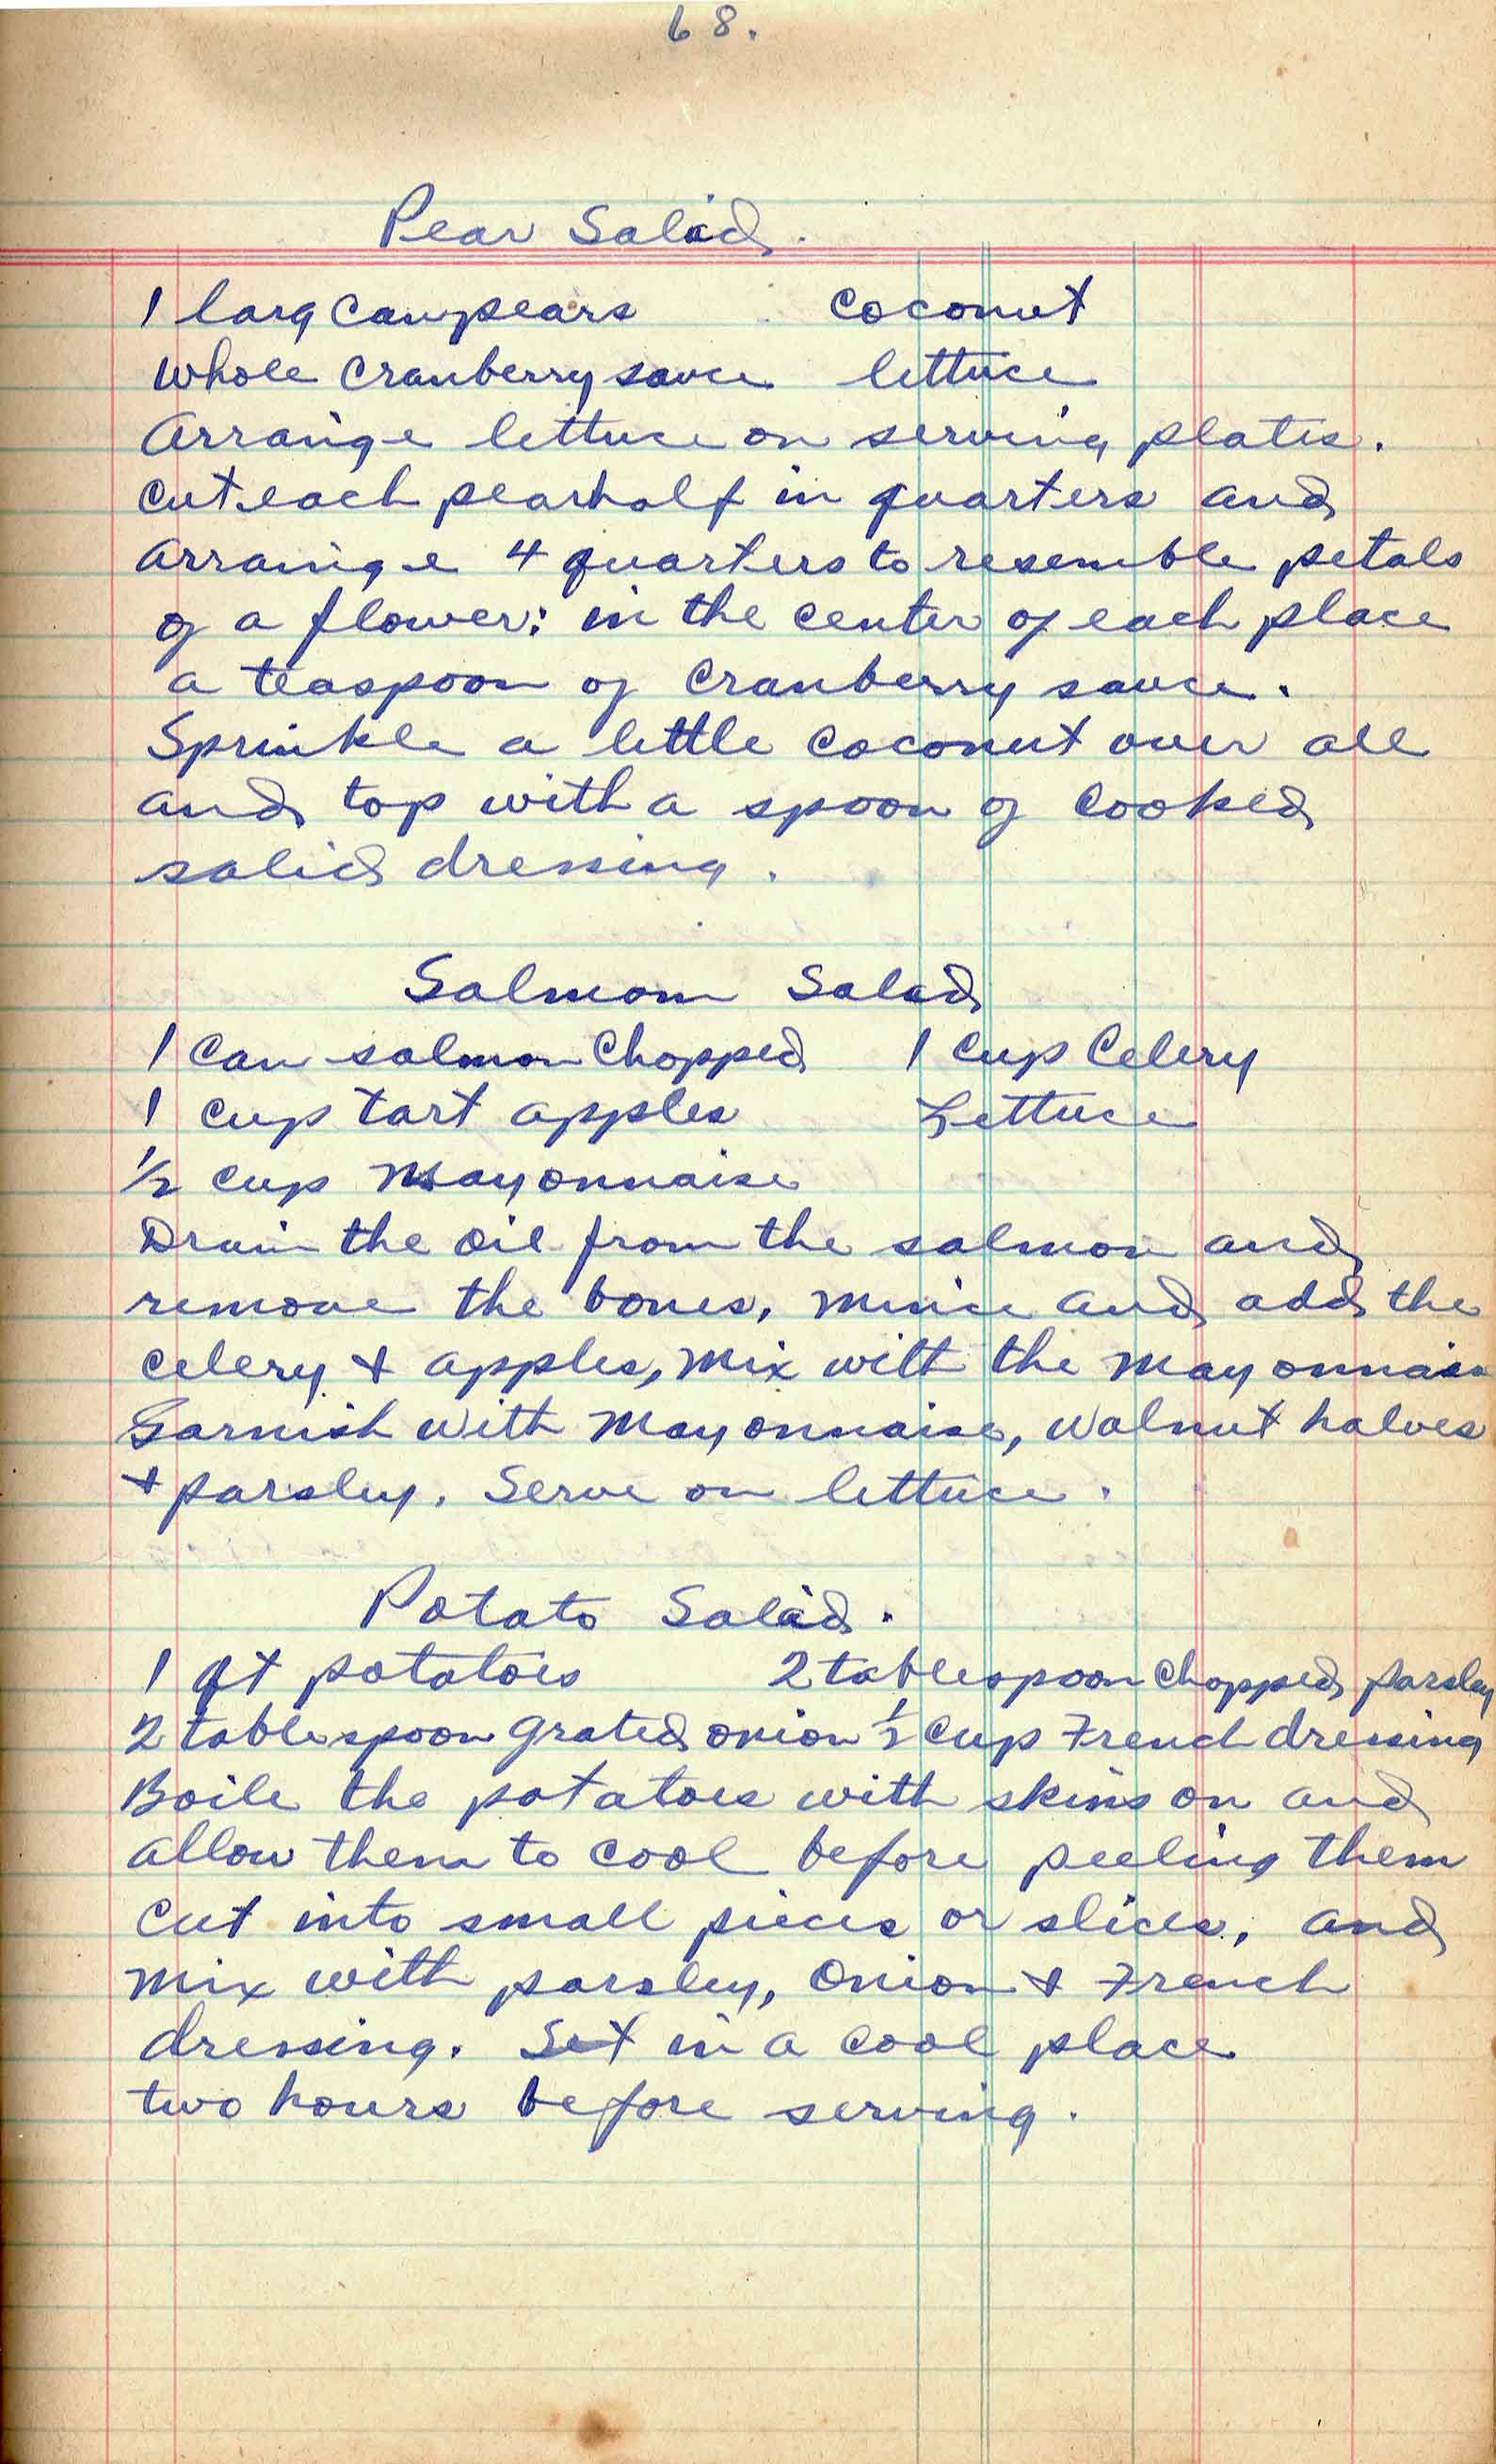 68.
Pear Salad.
1 larg can pears coconut
whole cranberry sauce lettuce
Arrange lettuce on serving plates.
cut each pear half in quarters and
arrange 4 quarters to resemble petals
of a flower: in the center of each place
a teaspoon of cranberry sauce.
Sprinkle a little coconut over all
and top with a spoon of cooked
salid dressing.
Salmon Salad
1 can salmon chopped 1 cup celery
1 cup tart apples Lettuce
1/2 cup mayonnaise
Drain the oil from the salmon and
remove the bones, mince and add the
celery & apples, mix with the mayonnaise
Garnish with mayonnaise, walnut halves
& parsley. Serve on lettuce.
Potato Salad.
1 qt potatoes 2 tablespoon chopped parsley
2 tablespoon grated onion 1/2 cup French dressing
Boile the potatoes with skins on and
allow them to cool before peeling them
cut into small pieces or slices, and
mix with parsley, onion & French
dressing. Set in a cool place
two hours before serving.